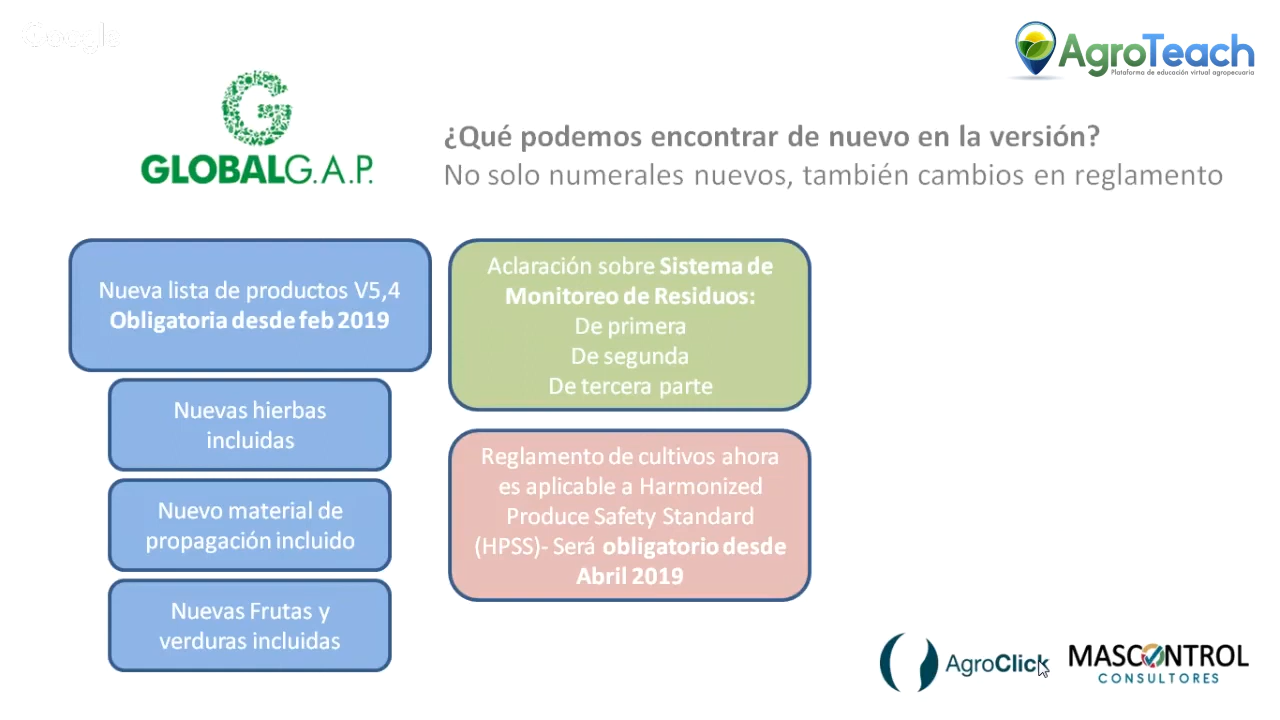 Google
AgroTeach
Plataforma de educación virtual agropecuaria
GLOBALG.A.P.
¿Qué podemos encontrar de nuevo en la versión?
No solo numerales nuevos, también cambios en reglamento
Nueva lista de productos V5,4
Obligatoria desde feb 2019
Nuevas hierbas
incluidas
Nuevo material de
propagación incluido
Nuevas Frutas y
verduras incluidas
Aclaración sobre Sistema de
Monitoreo de Residuos:
De primera
De segunda
De tercera parte
Reglamento de cultivos ahora
es aplicable a Harmonized
Produce Safety Standard
(HPSS)- Será obligatorio desde
Abril 2019
AgroClick
MASCONTROL
CONSULTORES